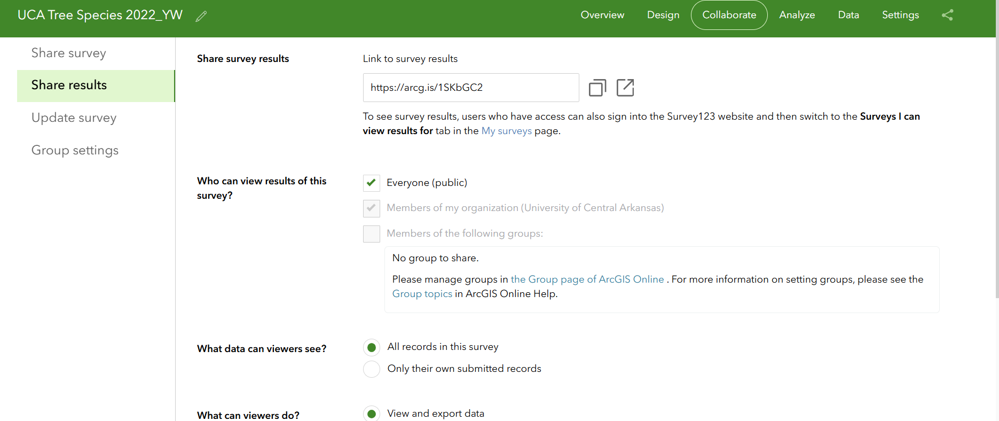 UCA Tree Species 2022_YW
Overview
Design
Collaborate
Analyze
Data
Settings
Share survey
Share results
Update survey
Group settings
Share survey results
Link to survey results
https://arcg.is/1SKbGC2
To see survey results, users who have access can also sign into the Survey123 website and then switch to the Surveys I can
view results for tab in the My surveys page.
Who can view results of this
survey?
Everyone (public)
Members of my organization (University of Central Arkansas)
Members of the following groups:
No group to share.
Please manage groups in the Group page of ArcGIS Online . For more information on setting groups, please see the
Group topics in ArcGIS Online Help.
What data can viewers see?
All records in this survey
Only their own submitted records
What can viewers do?
View and export data